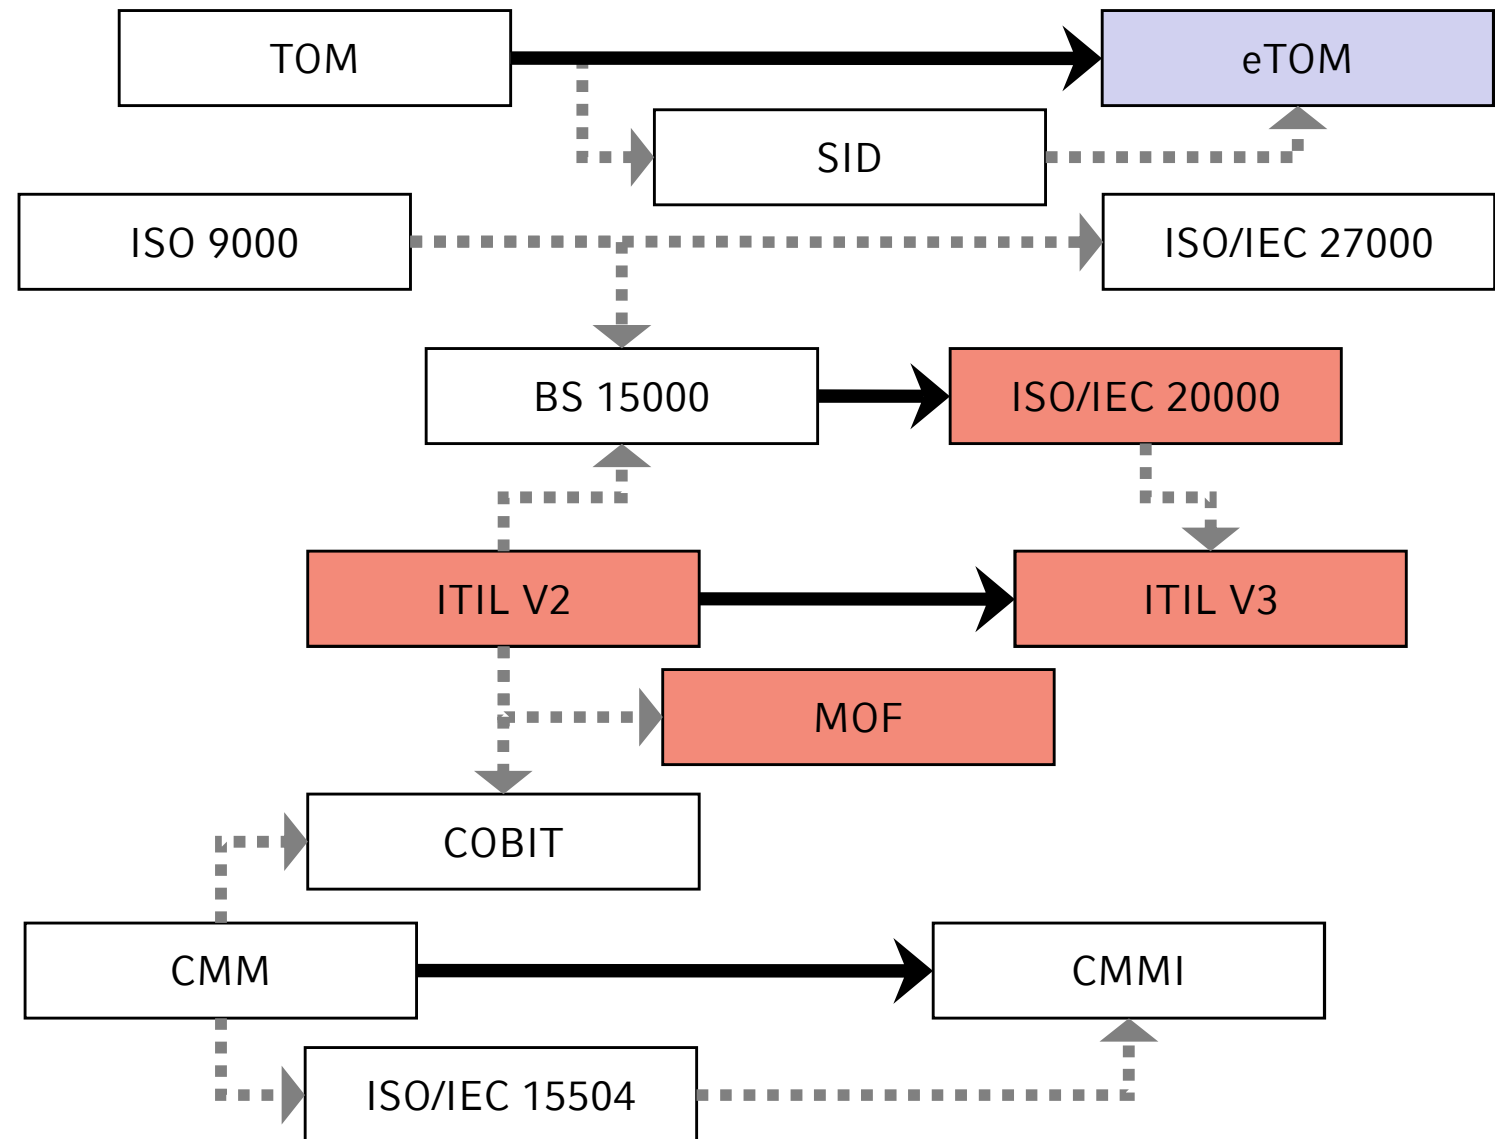 TOM
eTOM
SID
ISO 9000
ISO/IEC 27000
BS 15000
ISO/IEC 20000
ITIL V2
ITIL V3
MOF
COBIT
CMM
CMMI
ISO/IEC 15504